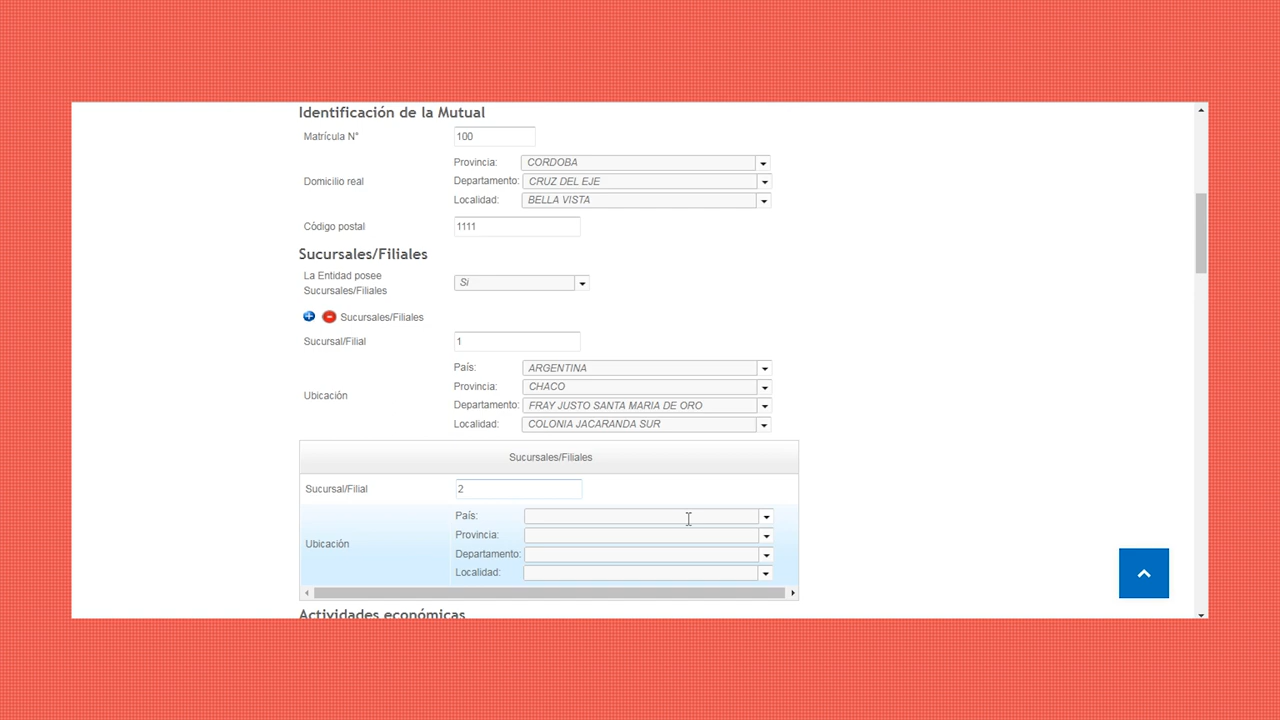 Identificación de la Mutual
Matrícula N° 100
Provincia: CORDOBA
Domicilio real Departamento: CRUZ DEL EJE
Localidad: BELLA VISTA
Código postal 1111
Sucursales/Filiales
La Entidad posee
Sucursales/Filiales Si
Sucursales/Filiales
Sucursal/Filial 1
País: ARGENTINA
Provincia: CHACO
Ubicación
Departamento: FRAY JUSTO SANTA MARIA DE ORO
Localidad: COLONIA JACARANDA SUR
Sucursales/Filiales
Sucursal/Filial 2
País:
Provincia:
Ubicación
Departamento:
Localidad:
Actividades económicas